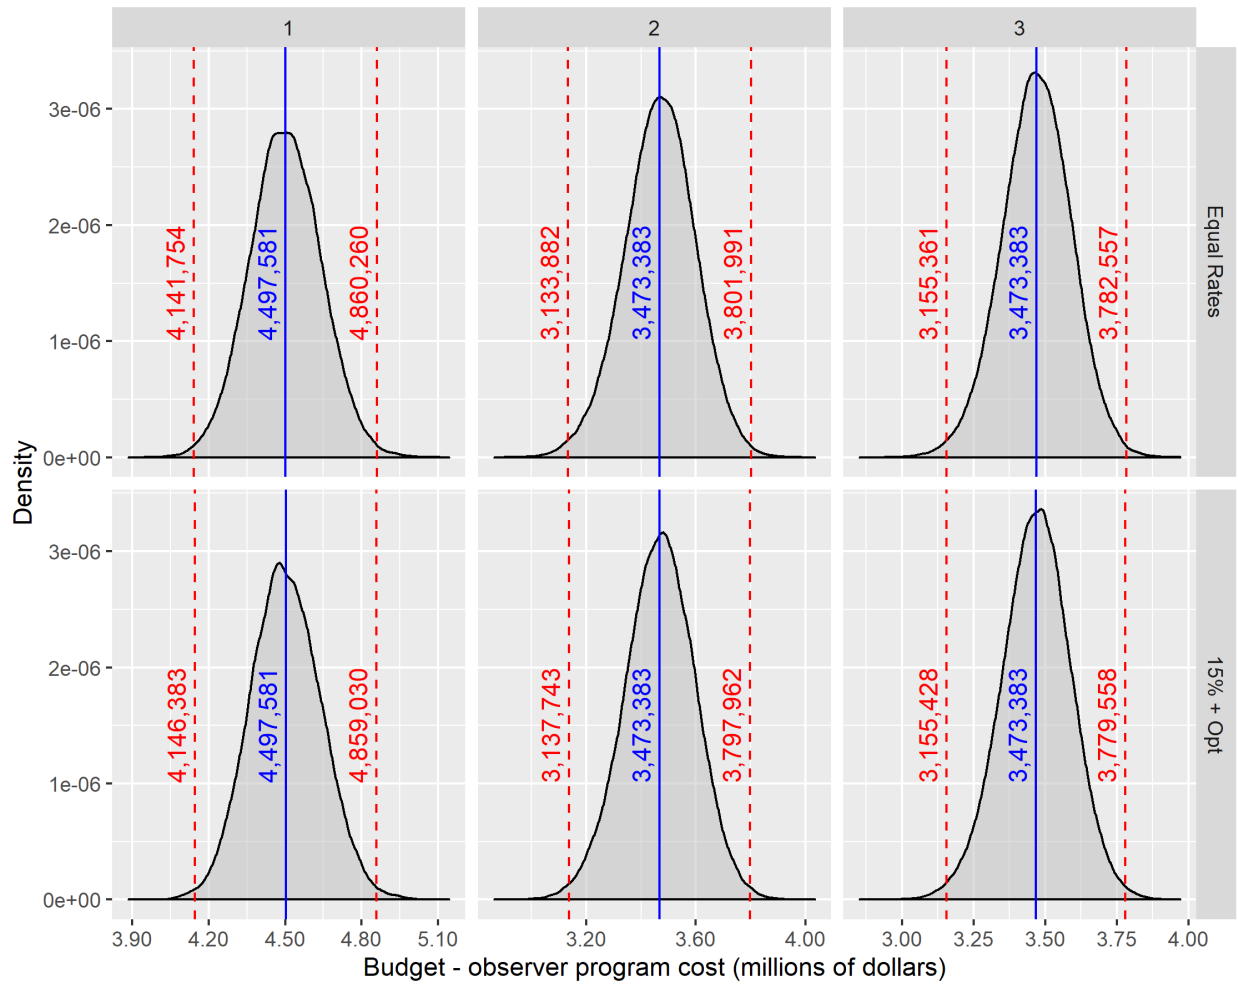 1
2
3
3e-06
2e-06
1e-06
0e+00
4,141,754
4,497,581
4,860,260
3,133,882
3,473,383
3,801,991
3,155,361
3,473,383
3,782,557
Equal Rates
Density
3e-06
2e-06
1e-06
0e+00
4,146,383
4,497,581
4,859,030
3,137,743
3,473,383
3,797,962
3,155,428
3,473,383
3,779,558
15% + Opt
3.90 4.20 4.50 4.80 5.10
3.20 3.60 4.00
3.00 3.25 3.50 3.75 4.00
Budget - observer program cost (millions of dollars)